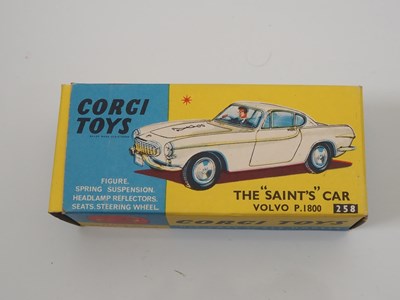 CORGI
TOYS
FIGURE.
SPRING SUSPENSION.
HEADLAMP REFLECTORS.
SEATS. STEERING WHEEL.
THE "SAINT'S" CAR
VOLVO P.1800 258
CORGI TOYS